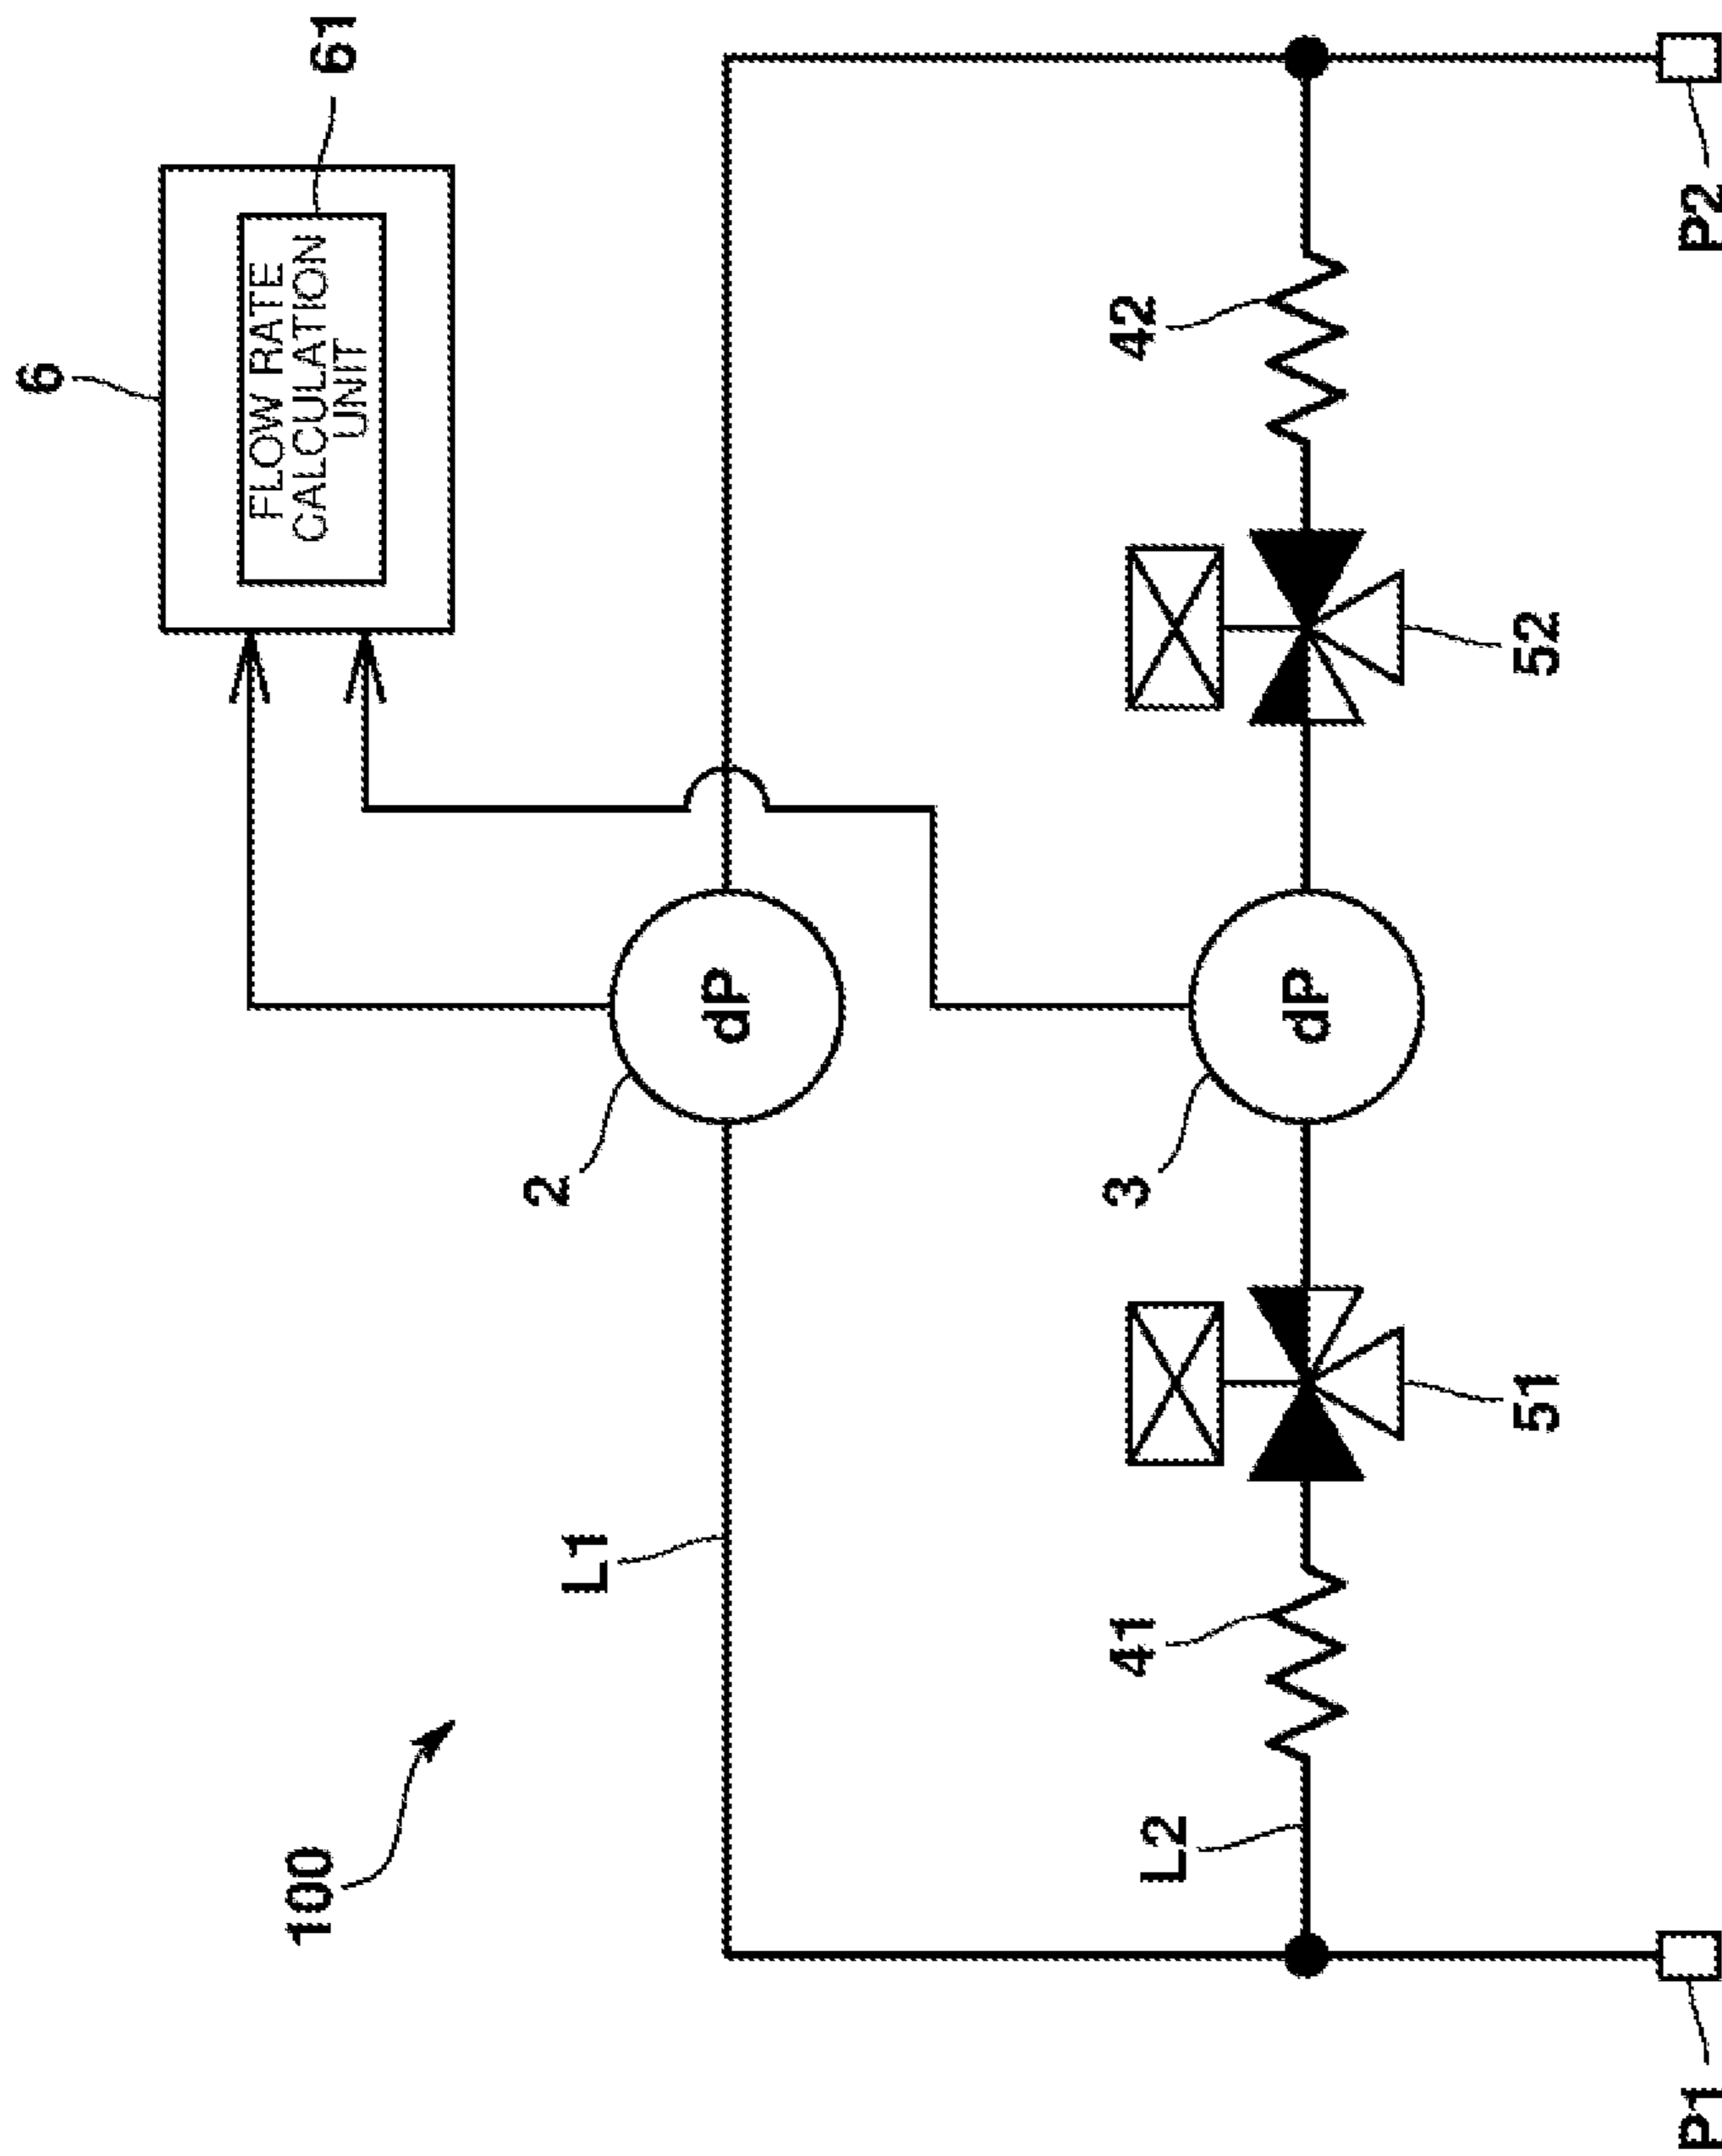 6
61
FLOW RATE
CALCULATION
UNIT
100
L1
2
dP
L2
41
3
dP
42
51
52
P1
P2